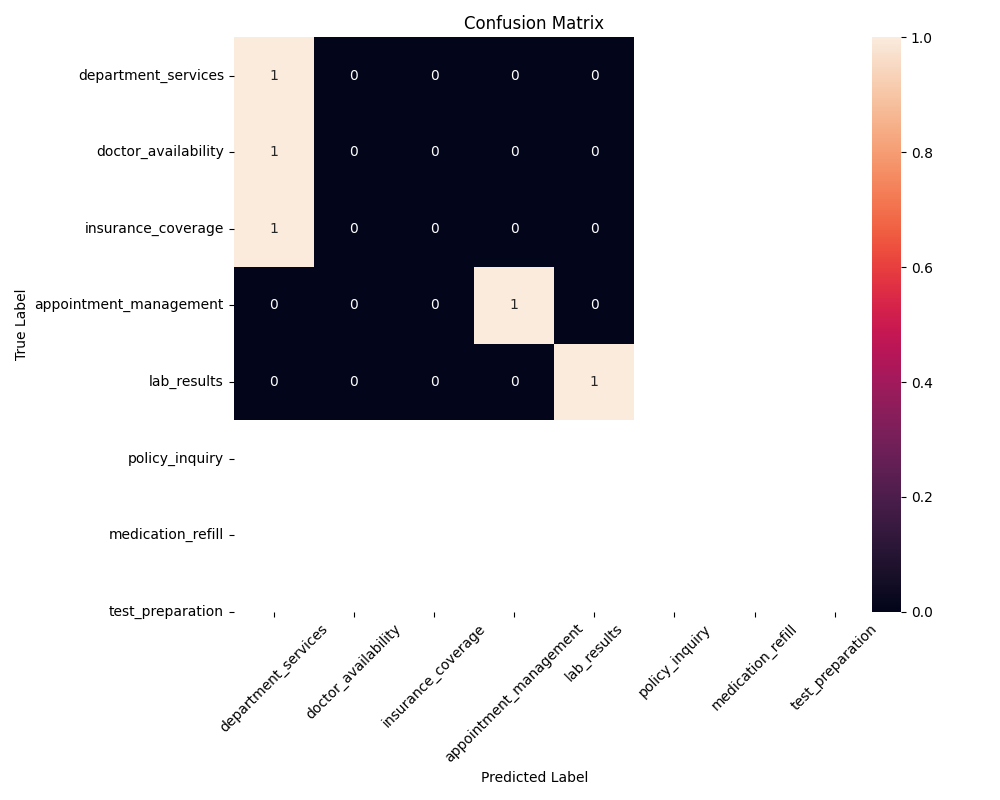 Confusion Matrix
department_services 1 0 0 0 0
doctor_availability 1 0 0 0 0
insurance_coverage 1 0 0 0 0
appointment_management 0 0 0 1 0
lab_results 0 0 0 0 1
policy_inquiry
medication_refill
test_preparation
True Label
department_services
doctor_availability
insurance_coverage
appointment_management
lab_results
policy_inquiry
medication_refill
test_preparation
Predicted Label
1.0
0.8
0.6
0.4
0.2
0.0